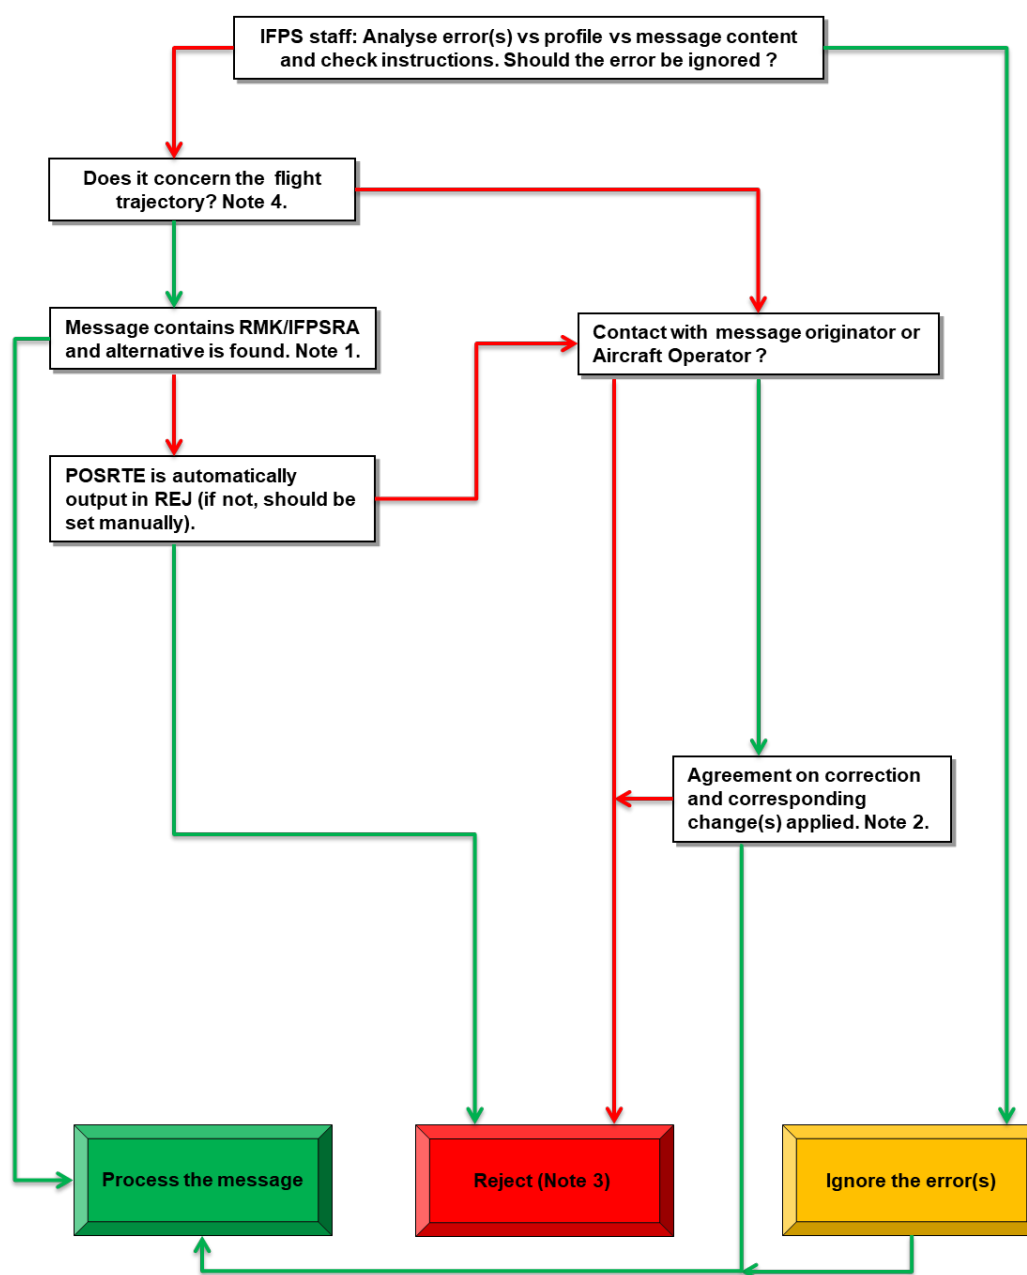 IFPS staff: Analyse error(s) vs profile vs message content
and check instructions. Should the error be ignored ?
Does it concern the flight
trajectory? Note 4.
Message contains RMK/IFPSRA
and alternative is found. Note 1.
Contact with message originator or
Aircraft Operator ?
POSRTE is automatically
output in REJ (if not, should be
set manually).
Agreement on correction
and corresponding
change(s) applied. Note 2.
Process the message
Reject (Note 3)
Ignore the error(s)